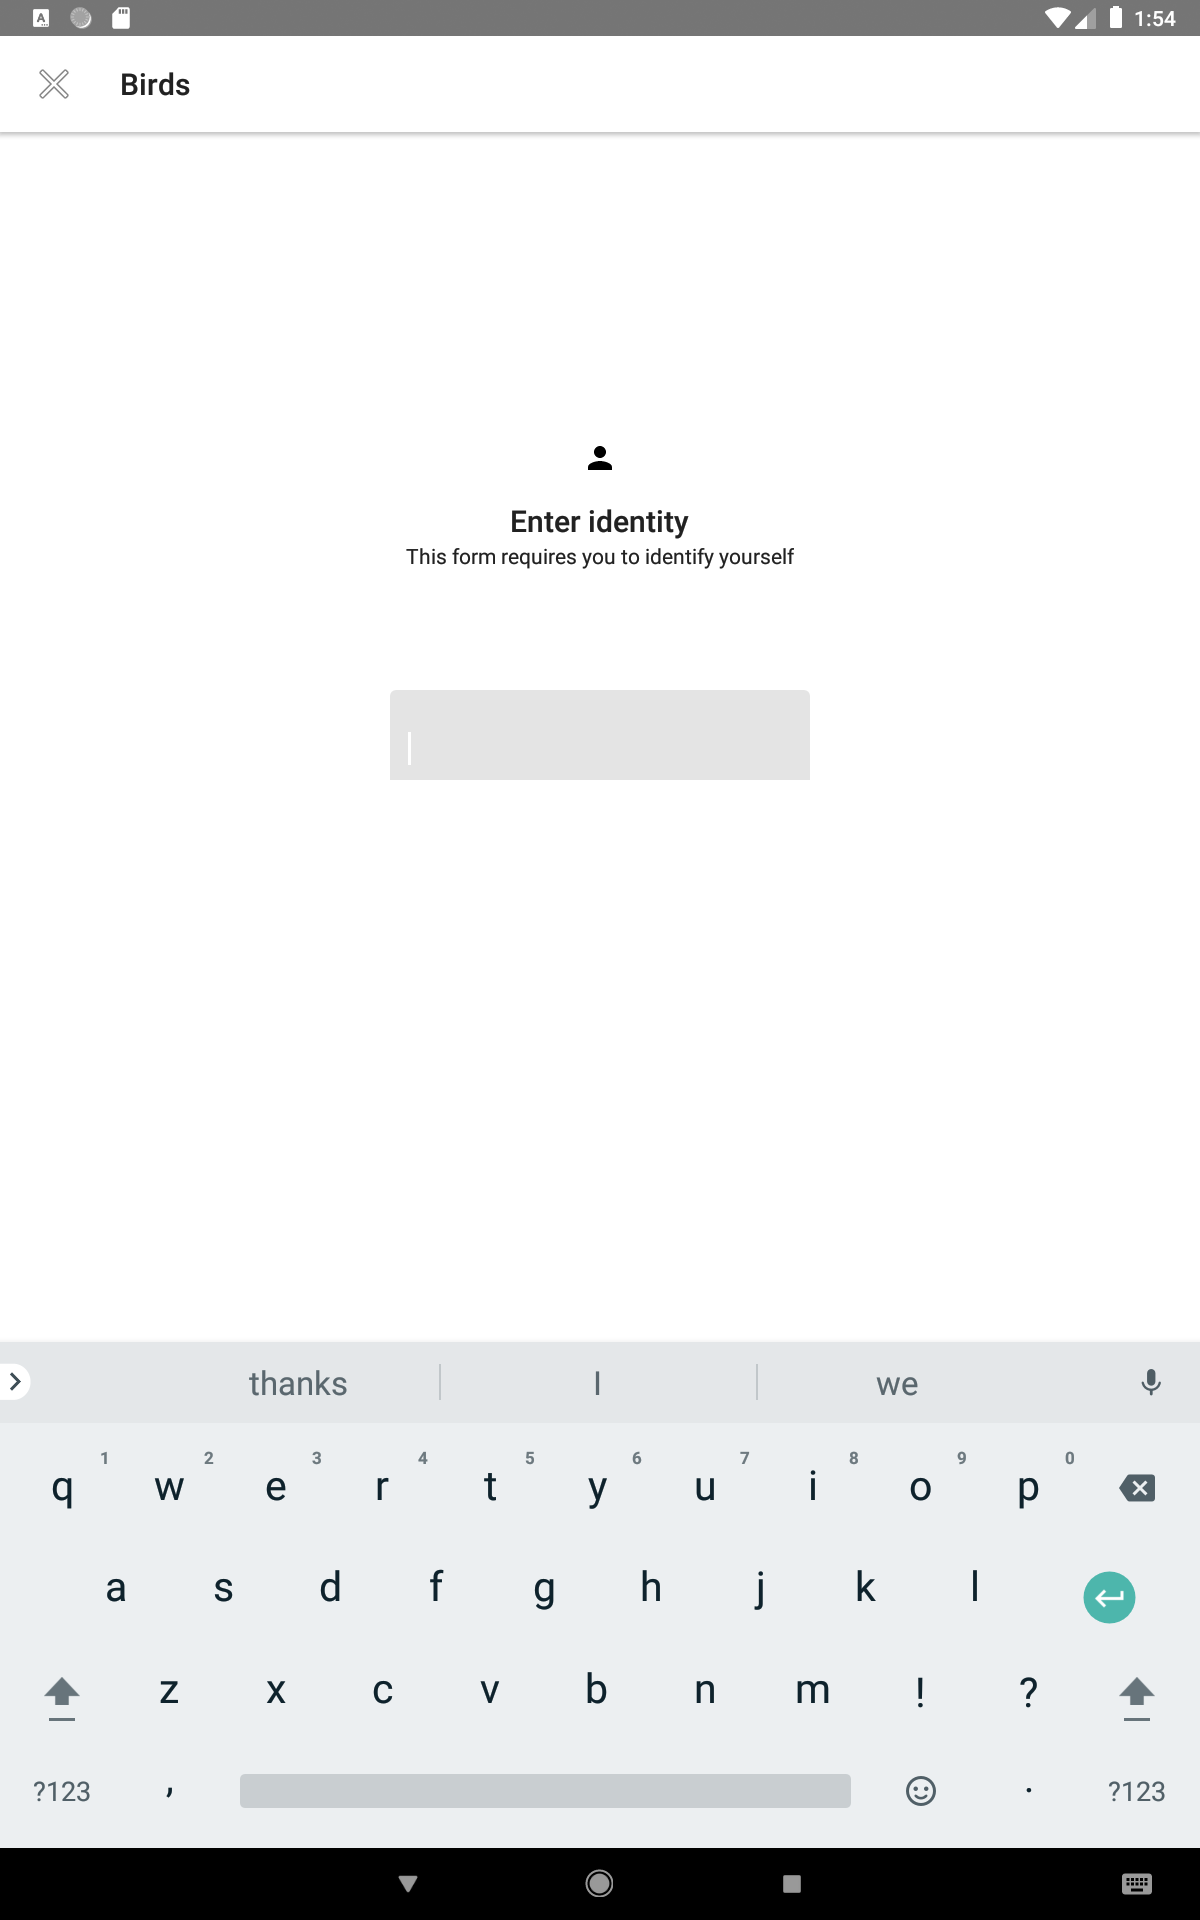 A
1:54
Birds
Enter identity
This form requires you to identify yourself
thanks
I
we
1 2 3 4 5 6 7 8 9 0
q w e r t y u i o p
a s d f g h j k l
z x c v b n m ! ?
?123 , . ?123